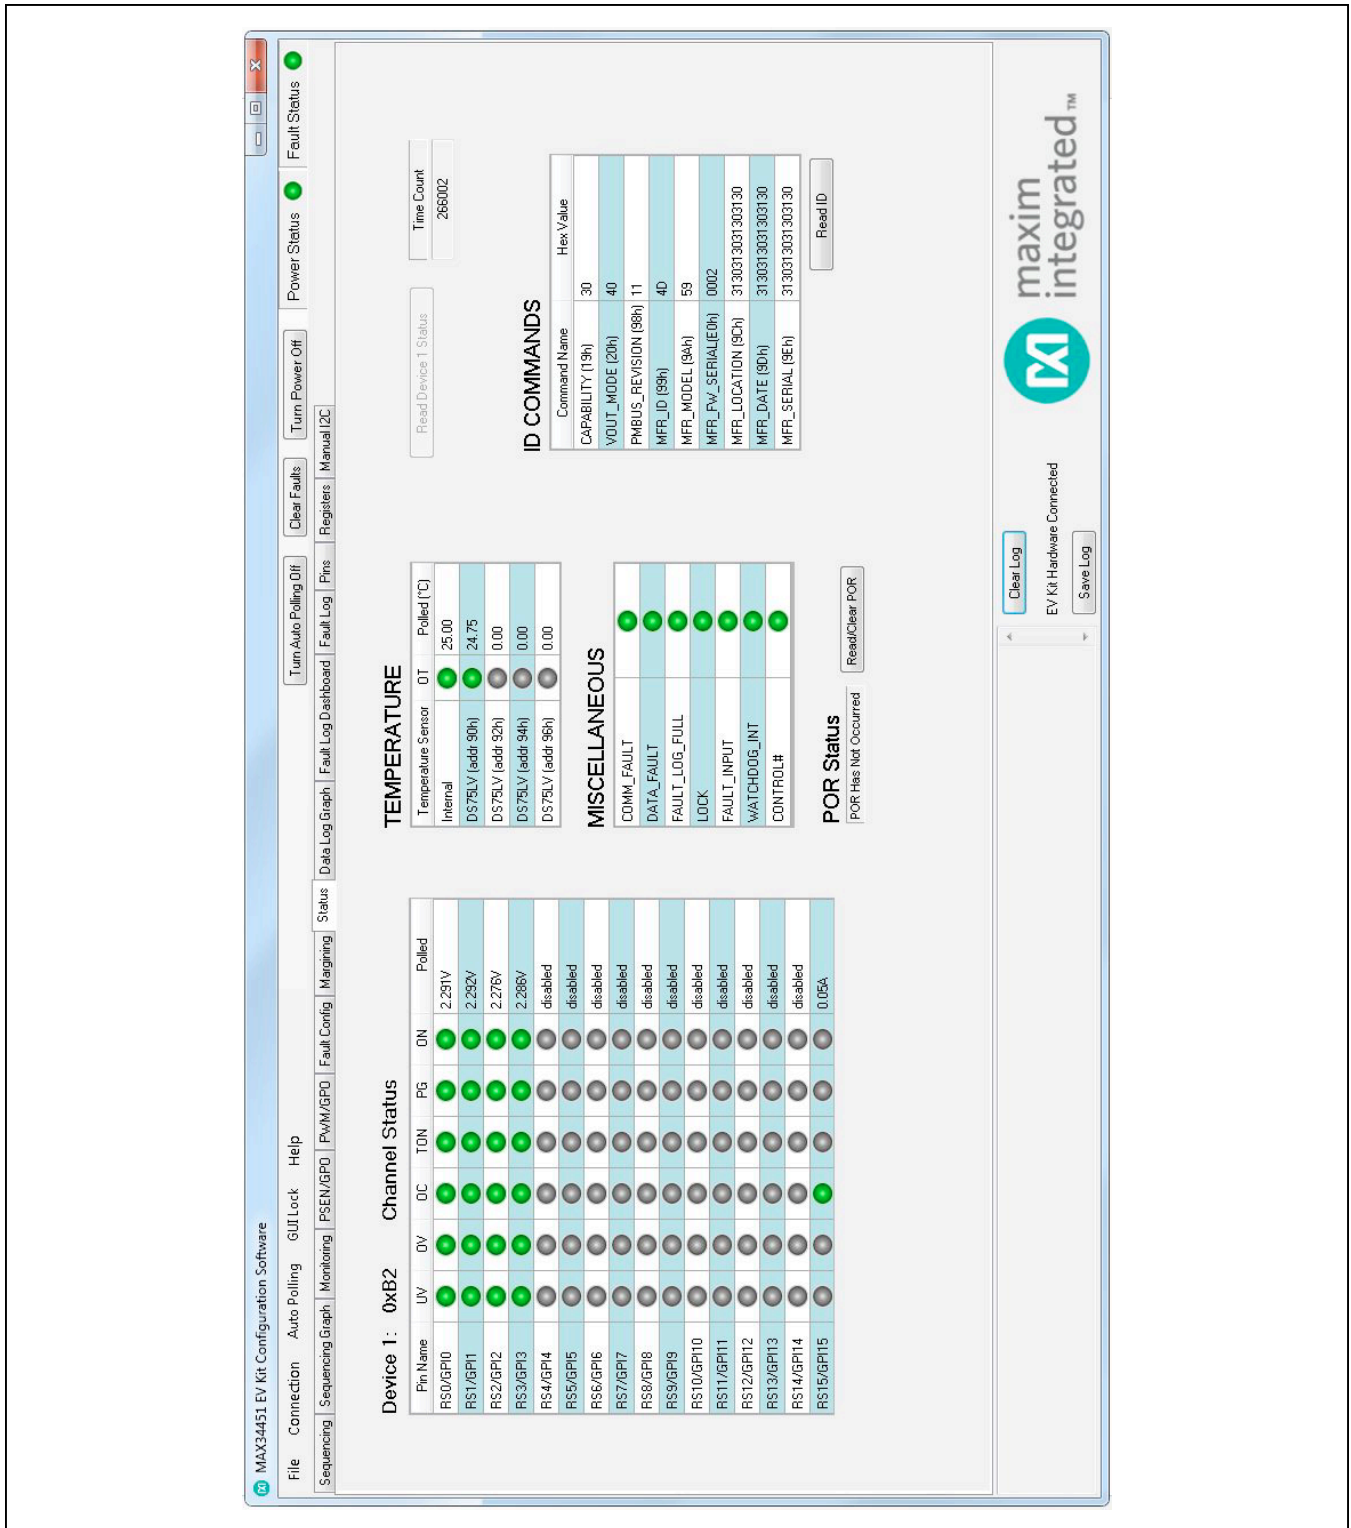 MAX34451 EV Kit Configuration Software
File Connection Auto Polling GUI Lock Help
Turn Auto Polling Off Clear Faults Turn Power Off Power Status Fault Status
Sequencing Sequencing Graph Monitoring PSEN/GPO PWM/GPO Fault Config Margining Status Data Log Graph Fault Log Dashboard Fault Log Pins Registers Manual I2C
Device 1: 0xB2 Channel Status
Pin Name UV OV OC TON PG ON Polled
RS0/GPI0 2.291V
RS1/GPI1 2.292V
RS2/GPI2 2.276V
RS3/GPI3 2.286V
RS4/GPI4 disabled
RS5/GPI5 disabled
RS6/GPI6 disabled
RS7/GPI7 disabled
RS8/GPI8 disabled
RS9/GPI9 disabled
RS10/GPI10 disabled
RS11/GPI11 disabled
RS12/GPI12 disabled
RS13/GPI13 disabled
RS14/GPI14 disabled
RS15/GPI15 0.05A
TEMPERATURE
Temperature Sensor OT Polled (°C)
Internal 25.00
DS75LV (addr 90h) 24.75
DS75LV (addr 92h) 0.00
DS75LV (addr 94h) 0.00
DS75LV (addr 96h) 0.00
MISCELLANEOUS
COMM_FAULT
DATA_FAULT
FAULT_LOG_FULL
LOCK
FAULT_INPUT
WATCHDOG_INT
CONTROL#
POR Status
POR Has Not Occurred Read/Clear POR
Read Device 1 Status
Time Count
266002
ID COMMANDS
Command Name Hex Value
CAPABILITY (19h) 30
VOUT_MODE (20h) 40
PMBUS_REVISION (98h) 11
MFR_ID (99h) 4D
MFR_MODEL (9Ah) 59
MFR_FW_SERIAL(E0h) 0002
MFR_LOCATION (9Ch) 3130313031303130
MFR_DATE (9Dh) 3130313031303130
MFR_SERIAL (9Eh) 3130313031303130
Read ID
Clear Log
EV Kit Hardware Connected
Save Log
maxim
integrated™